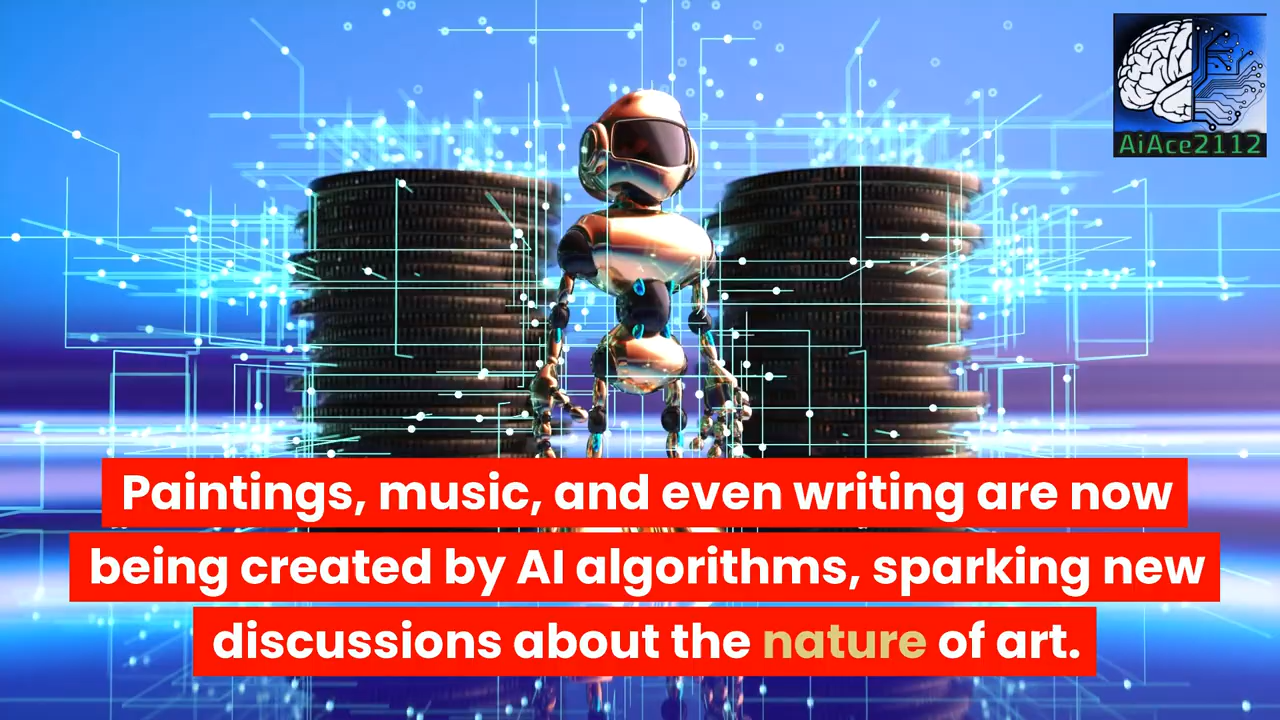 AiAce2112
Paintings, music, and even writing are now
being created by AI algorithms, sparking new
discussions about the nature of art.